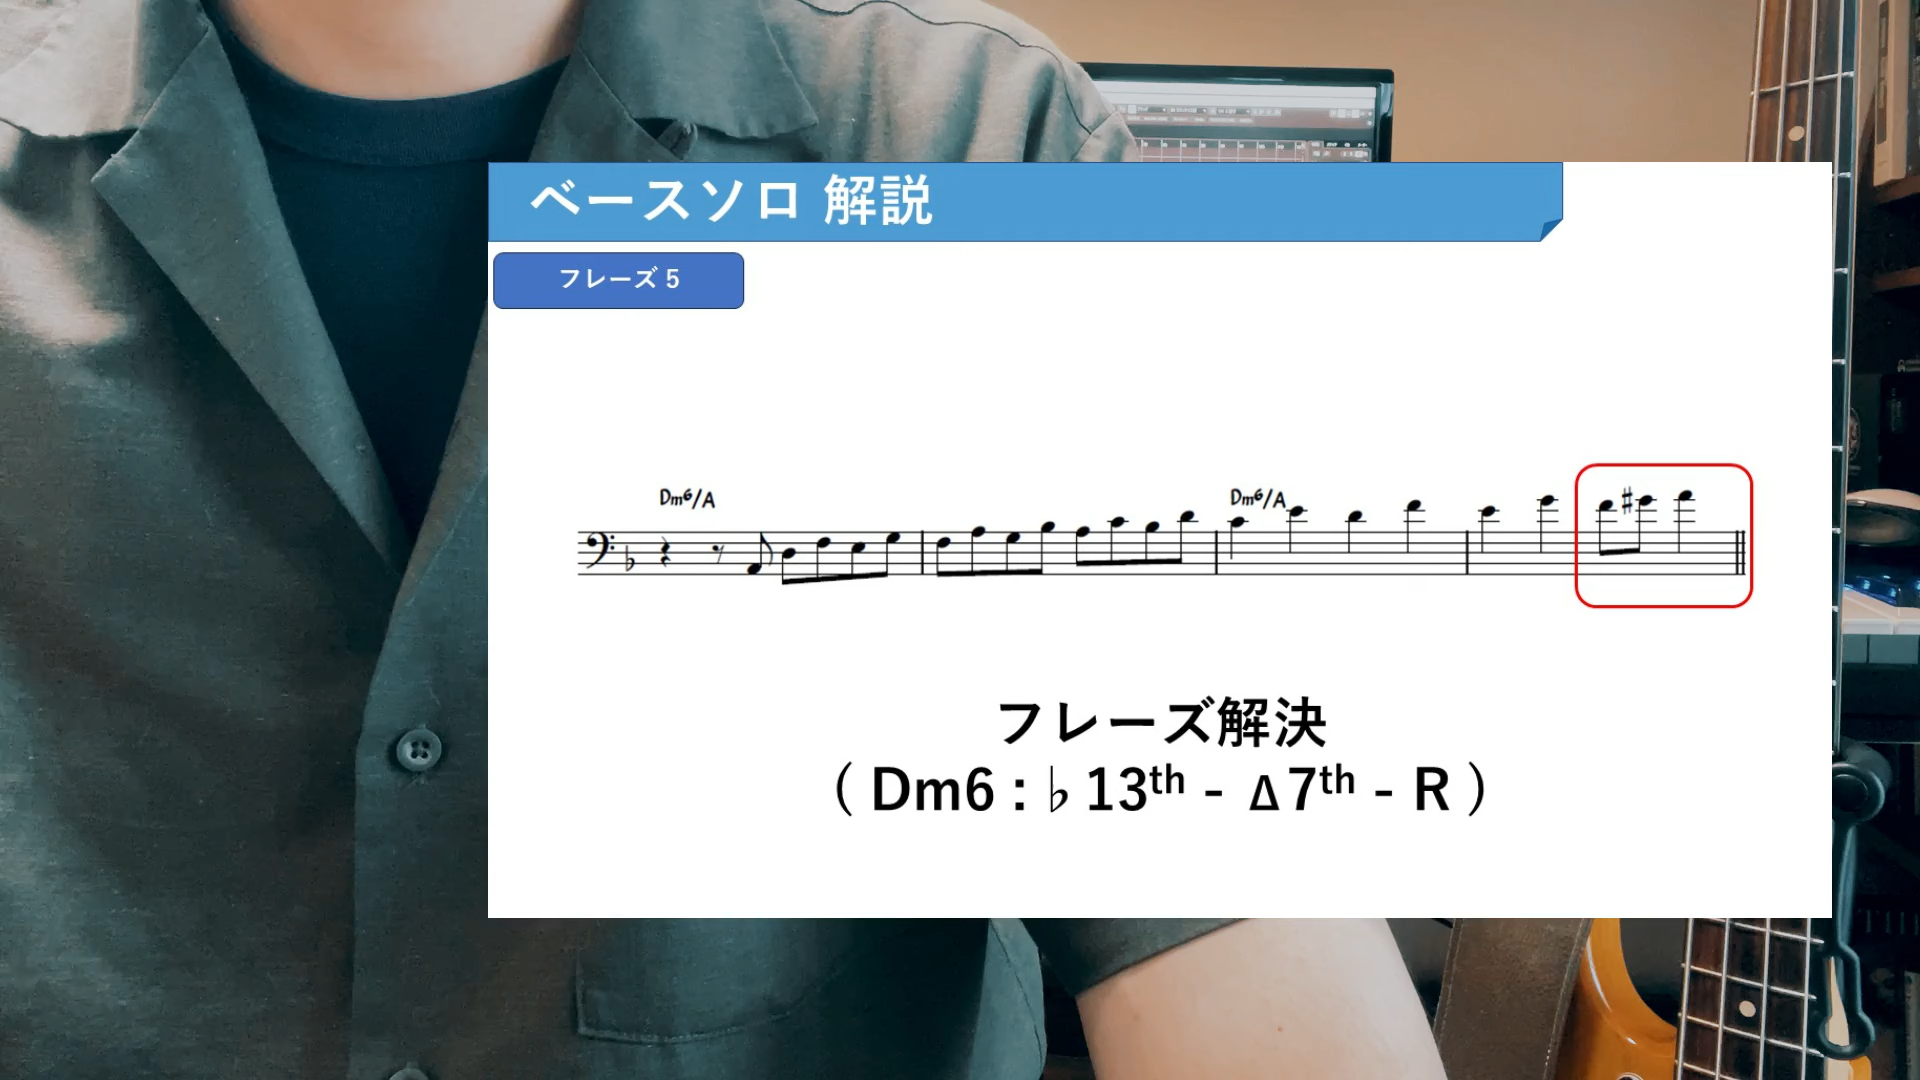 ベースソロ 解説
フレーズ 5
Dm6/A Dm6/A
フレーズ解決
( Dm6 : ♭13th - Δ7th - R )